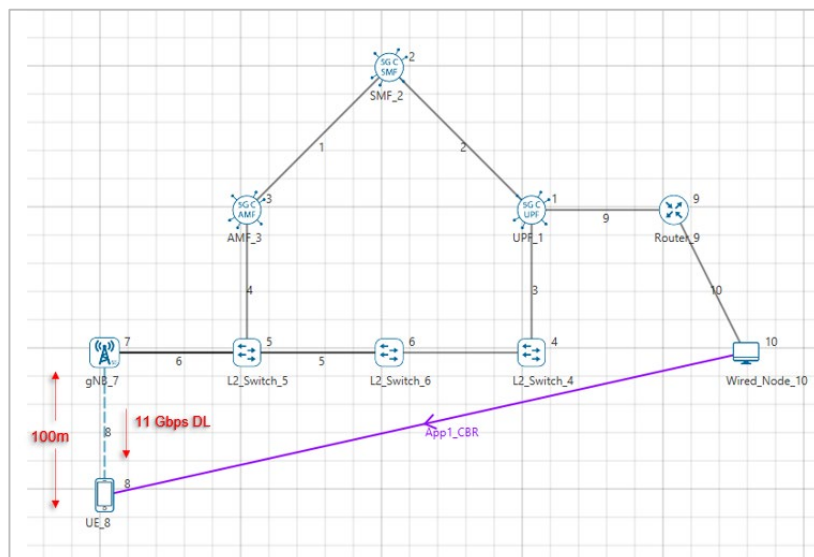 5G C
SMF
2
SMF_2
1
2
5G C
AMF
3
AMF_3
5G C
UPF
1
UPF_1
9
9
Router_9
4
3
10
7
gNB_7
6
5
L2_Switch_5
5
6
L2_Switch_6
4
L2_Switch_4
10
Wired_Node_10
100m
8
11 Gbps DL
App1_CBR
8
UE_8